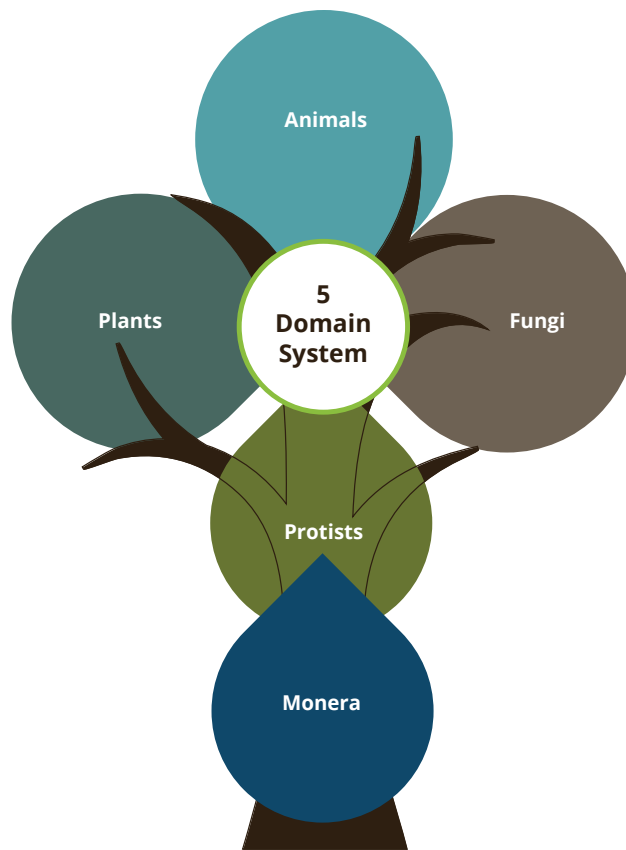 Animals
Plants
5
Domain
System
Fungi
Protists
Monera